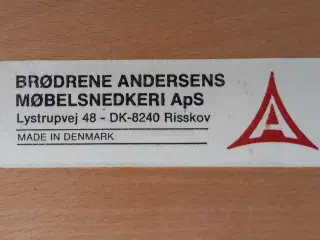 BRØDRENE ANDERSENS
MØBELSNEDKERI ApS
Lystrupvej 48 - DK-8240 Risskov
MADE IN DENMARK